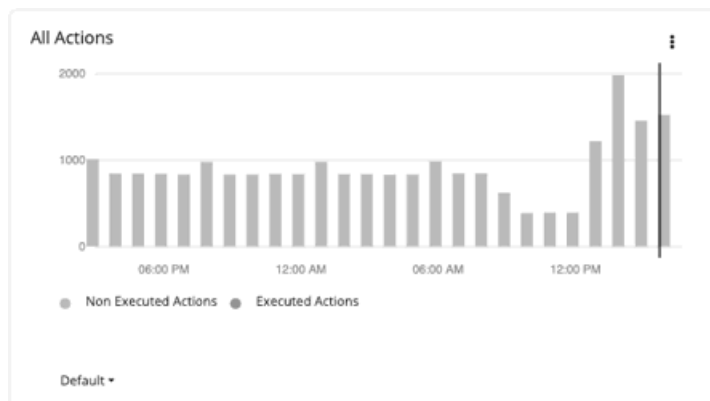 All Actions
2000
1000
0
06:00 PM 12:00 AM 06:00 AM 12:00 PM
Non Executed Actions Executed Actions
Default